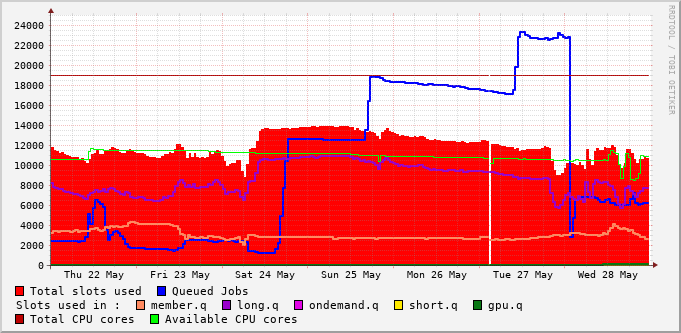 RRDTOOL / TOBI OETIKER
24000
22000
20000
18000
16000
14000
12000
10000
8000
6000
4000
2000
0
Thu 22 May Fri 23 May Sat 24 May Sun 25 May Mon 26 May Tue 27 May Wed 28 May
Total slots used Queued Jobs
Slots used in : member.q long.q ondemand.q short.q gpu.q
Total CPU cores Available CPU cores